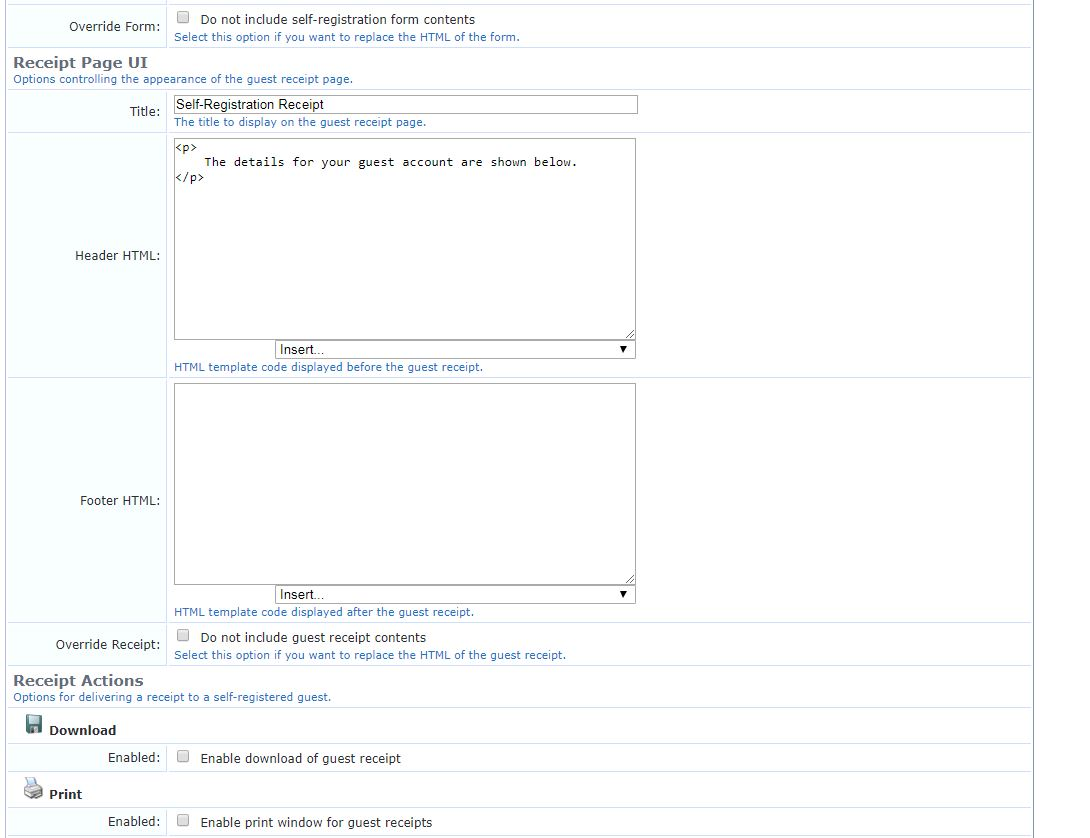 Override Form:
Do not include self-registration form contents
Select this option if you want to replace the HTML of the form.
Receipt Page UI
Options controlling the appearance of the guest receipt page.
Title:
Self-Registration Receipt
The title to display on the guest receipt page.
Header HTML:
<p>
The details for your guest account are shown below.
</p>
Insert...
HTML template code displayed before the guest receipt.
Footer HTML:
Insert...
HTML template code displayed after the guest receipt.
Override Receipt:
Do not include guest receipt contents
Select this option if you want to replace the HTML of the guest receipt.
Receipt Actions
Options for delivering a receipt to a self-registered guest.
Download
Enabled:
Enable download of guest receipt
Print
Enabled:
Enable print window for guest receipts